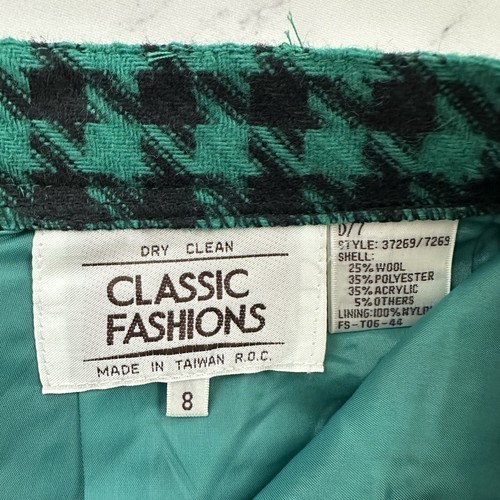 DRY CLEAN
CLASSIC
FASHIONS
MADE IN TAIWAN R.O.C.
8
D/7
STYLE: 37269/7269
SHELL:
25% WOOL
35% POLYESTER
35% ACRYLIC
5% OTHERS
LINING:100% NYLON
FS-T06-44